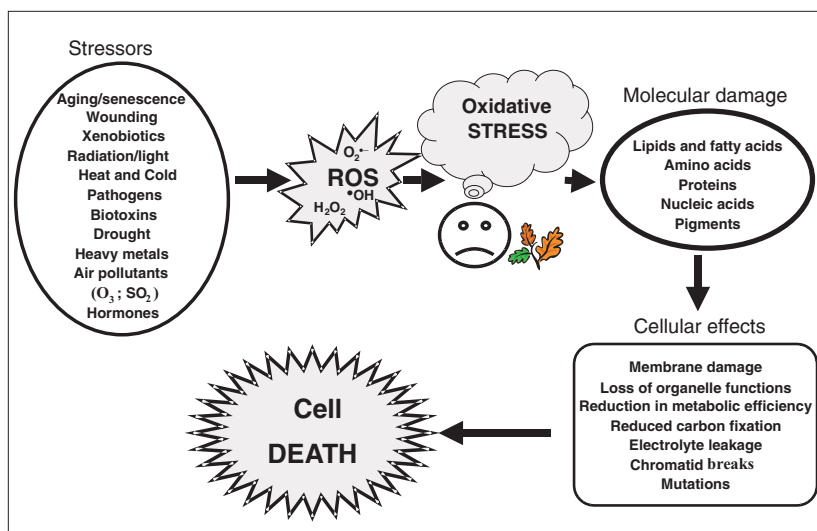 Stressors
Aging/senescence
Wounding
Xenobiotics
Radiation/light
Heat and Cold
Pathogens
Biotoxins
Drought
Heavy metals
Air pollutants
(O₃ ; SO₂)
Hormones
O₂•−
ROS
•OH
H₂O₂
Oxidative
STRESS
Molecular damage
Lipids and fatty acids
Amino acids
Proteins
Nucleic acids
Pigments
Cellular effects
Membrane damage
Loss of organelle functions
Reduction in metabolic efficiency
Reduced carbon fixation
Electrolyte leakage
Chromatid breaks
Mutations
Cell
DEATH